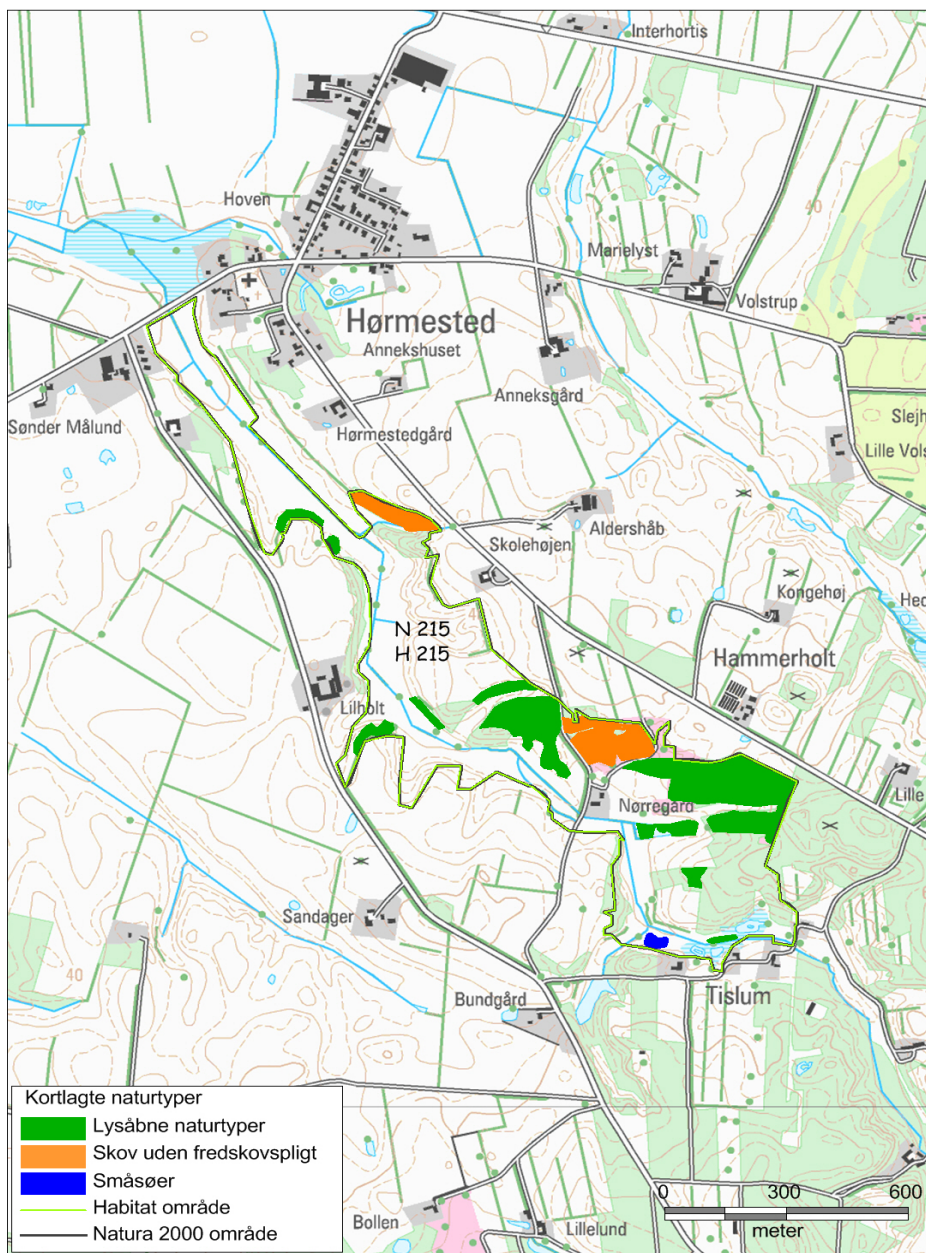 Interhortis
Hoven
40
Marielyst
Volstrup
Hørmested
Annekshuset
Anneksgård
Sønder Målund
Hørmestedgård
Slejh
Lille Vols
Aldershåb
Skolehøjen
Kongehøj
Hed
N 215
H 215
Hammerholt
Lilholt
Lille
Nørregård
Sandager
40
Tislum
Bundgård
Kortlagte naturtyper
Lysåbne naturtyper
Skov uden fredskovspligt
Småsøer
Habitat område
Natura 2000 område
0 300 600
meter
Bollen
Lillelund